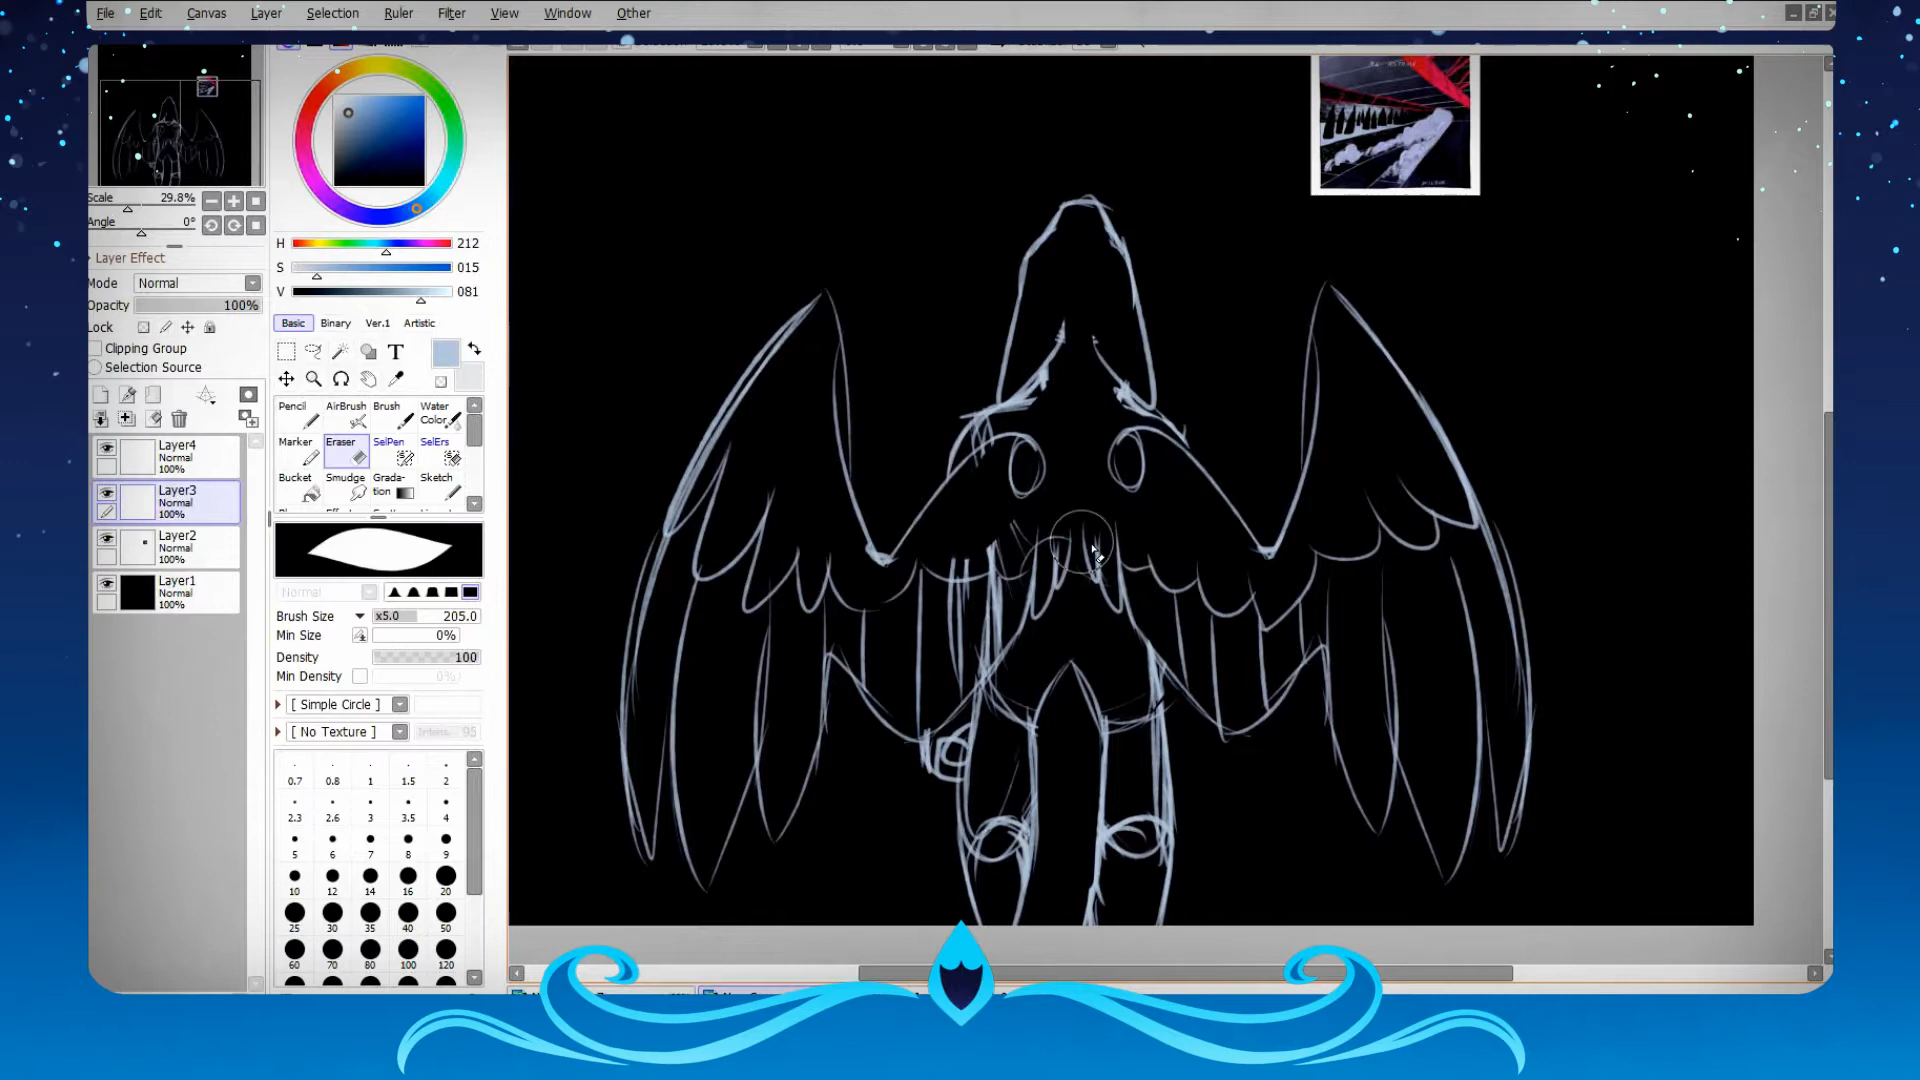 File Edit Canvas Layer Selection Ruler Filter View Window Other
Scale 29.8%
Angle 0°
Layer Effect
Mode Normal
Opacity 100%
Lock
Clipping Group
Selection Source
Layer4
Normal
100%
Layer3
Normal
100%
Layer2
Normal
100%
Layer1
Normal
100%
H 212
S 015
V 081
Basic Binary Ver.1 Artistic
T
Pencil AirBrush Brush Water Color
Marker Eraser SelPen SelErs
Bucket Smudge Grada-tion Sketch
Normal
Brush Size x5.0 205.0
Min Size 0%
Density 100
Min Density 0%
[ Simple Circle ]
[ No Texture ] Intens. 95
0.7 0.8 1 1.5 2
2.3 2.6 3 3.5 4
5 6 7 8 9
10 12 14 16 20
25 30 35 40 50
60 70 80 100 120